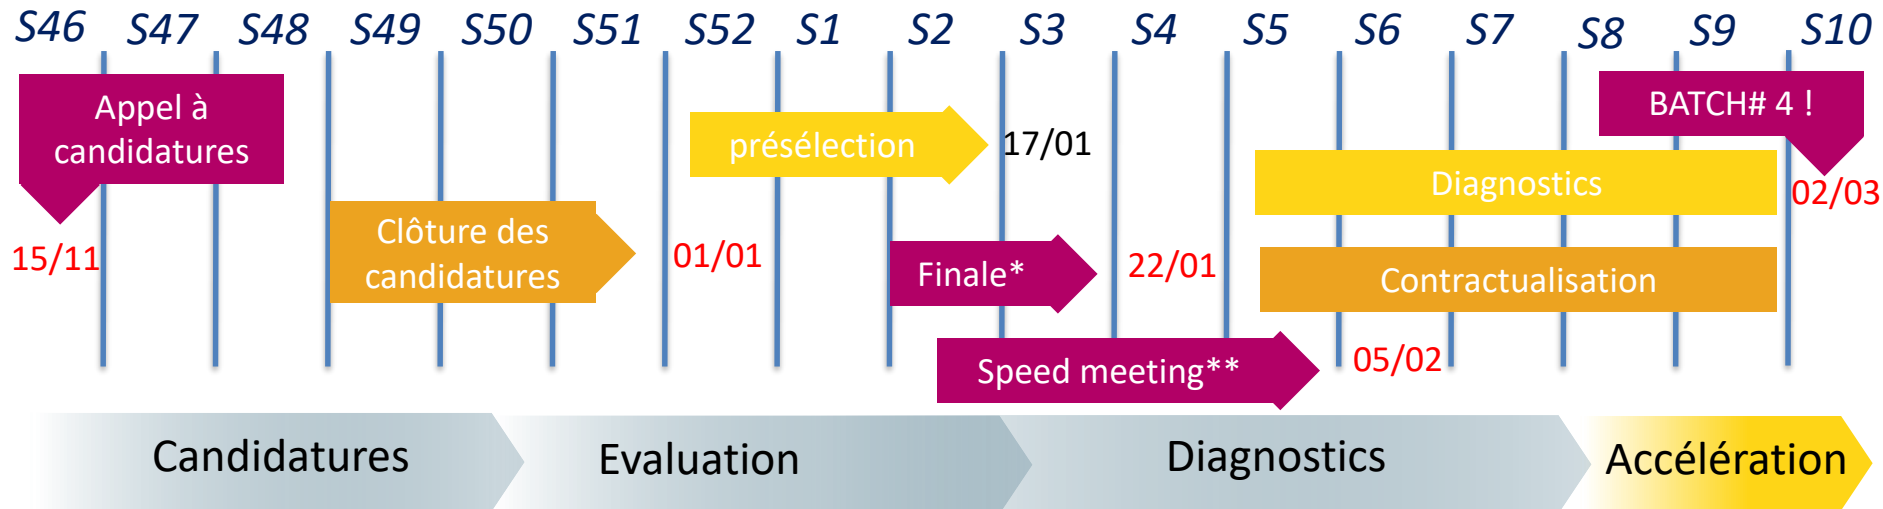 S46 S47 S48 S49 S50 S51 S52 S1 S2 S3 S4 S5 S6 S7 S8 S9 S10
Appel à
candidatures
15/11
Clôture des
candidatures
01/01
présélection
17/01
Finale*
22/01
Speed meeting**
05/02
BATCH# 4 !
02/03
Diagnostics
Contractualisation
Candidatures
Evaluation
Diagnostics
Accélération